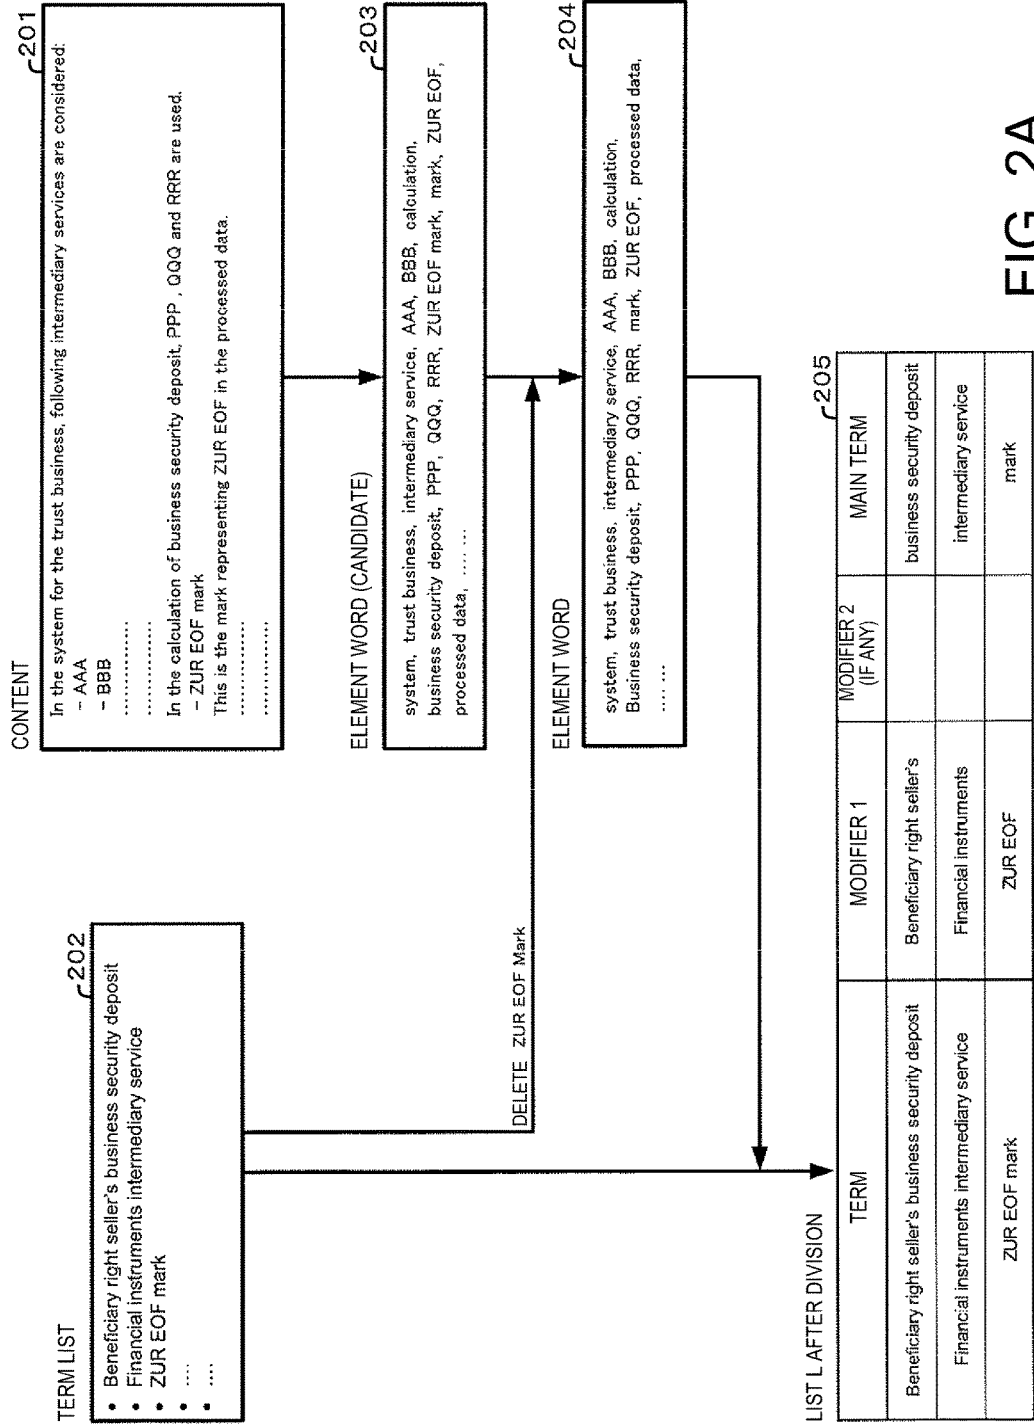 CONTENT
201
In the system for the trust business, following intermediary services are considered:
– AAA
– BBB
................
................
In the calculation of business security deposit, PPP , QQQ and RRR are used.
– ZUR EOF mark
This is the mark representing ZUR EOF in the processed data.
................
................
TERM LIST
202
• Beneficiary right seller's business security deposit
• Financial instruments intermediary service
• ZUR EOF mark
• ....
• ....
ELEMENT WORD (CANDIDATE)
203
system, trust business, intermediary service, AAA, BBB, calculation,
business security deposit, PPP, QQQ, RRR, ZUR EOF mark, mark, ZUR EOF,
processed data, .... ...
DELETE ZUR EOF Mark
ELEMENT WORD
204
system, trust business, intermediary service, AAA, BBB, calculation,
Business security deposit, PPP, QQQ, RRR, mark, ZUR EOF, processed data,
.... ...
LIST L AFTER DIVISION
205
TERM MODIFIER 1 MODIFIER 2 (IF ANY) MAIN TERM
Beneficiary right seller's business security deposit Beneficiary right seller's business security deposit
Financial instruments intermediary service Financial instruments intermediary service
ZUR EOF mark ZUR EOF mark
FIG. 2A